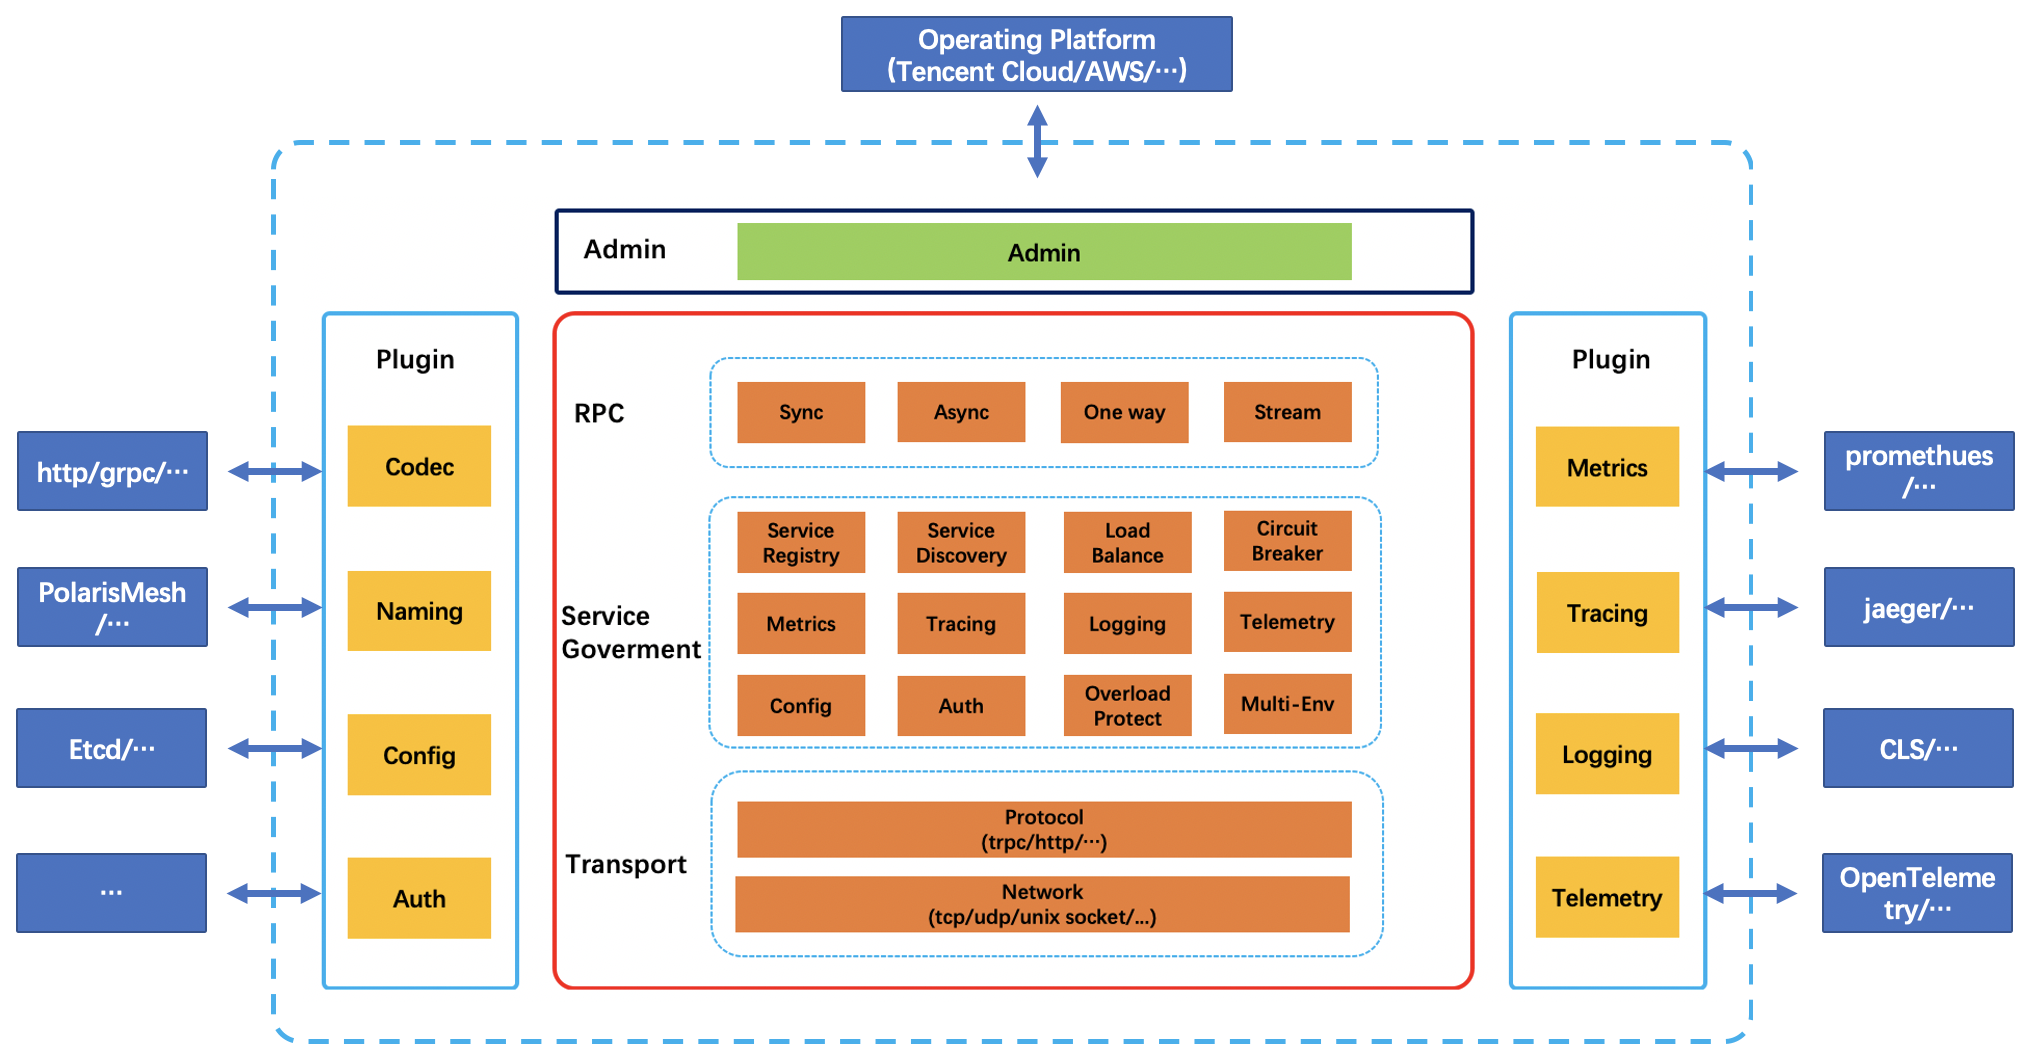 Operating Platform
(Tencent Cloud/AWS/···)
Admin
Admin
Plugin
Codec
Naming
Config
Auth
http/grpc/···
PolarisMesh
/···
Etcd/···
···
RPC
Sync
Async
One way
Stream
Service
Goverment
Service
Registry
Service
Discovery
Load
Balance
Circuit
Breaker
Metrics
Tracing
Logging
Telemetry
Config
Auth
Overload
Protect
Multi-Env
Transport
Protocol
(trpc/http/···)
Network
(tcp/udp/unix socket/...)
Plugin
Metrics
Tracing
Logging
Telemetry
promethues
/···
jaeger/···
CLS/···
OpenTeleme
try/···